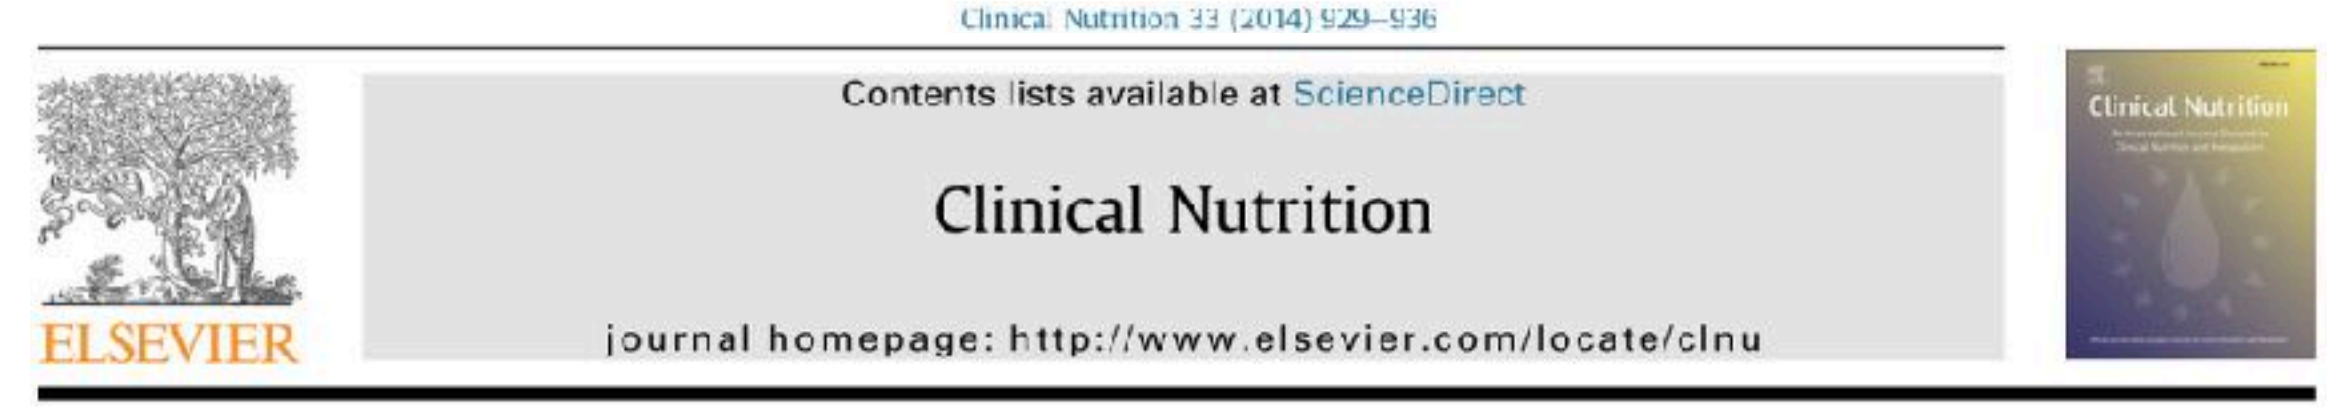 Clinical Nutrition 33 (2014) 929–936
Contents lists available at ScienceDirect
Clinical Nutrition
journal homepage: http://www.elsevier.com/locate/clnu
ELSEVIER
Clinical Nutrition